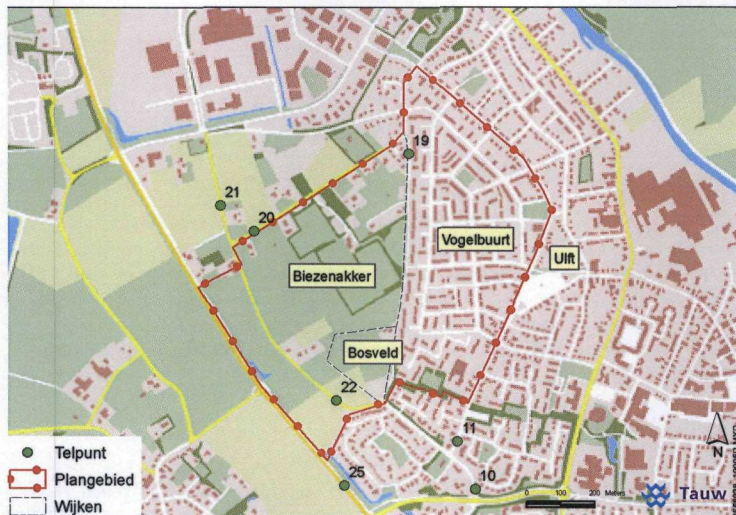 19
21
20
Vogelbuurt
Ulft
Biezenakker
Bosveld
22
11
25
10
Telpunt
Plangebied
Wijken
N
0 100 200 Meters
Tauw